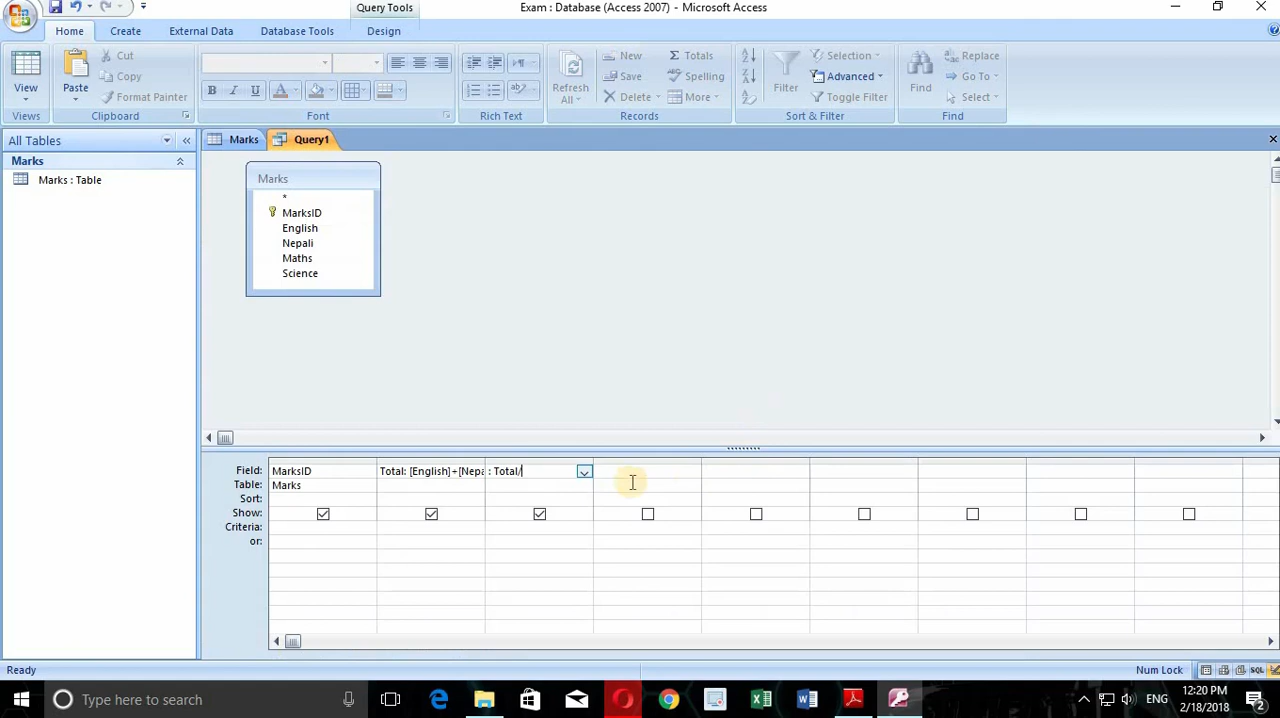 Query Tools
Exam : Database (Access 2007) - Microsoft Access
Home
Create
External Data
Database Tools
Design
View
Views
Paste
Cut
Copy
Format Painter
Clipboard
B I U A
Font
Rich Text
Refresh
All
New
Save
Delete
Σ Totals
Spelling
More
Records
Filter
Selection
Advanced
Toggle Filter
Sort & Filter
Find
Replace
Go To
Select
Find
All Tables
Marks
Marks : Table
Marks
Query1
Marks
*
MarksID
English
Nepali
Maths
Science
Field: MarksID Total: [English]+[Nepa : Total/
Table: Marks
Sort:
Show:
Criteria:
or:
Ready
Num Lock
SQL
Type here to search
ENG
12:20 PM
2/18/2018
2